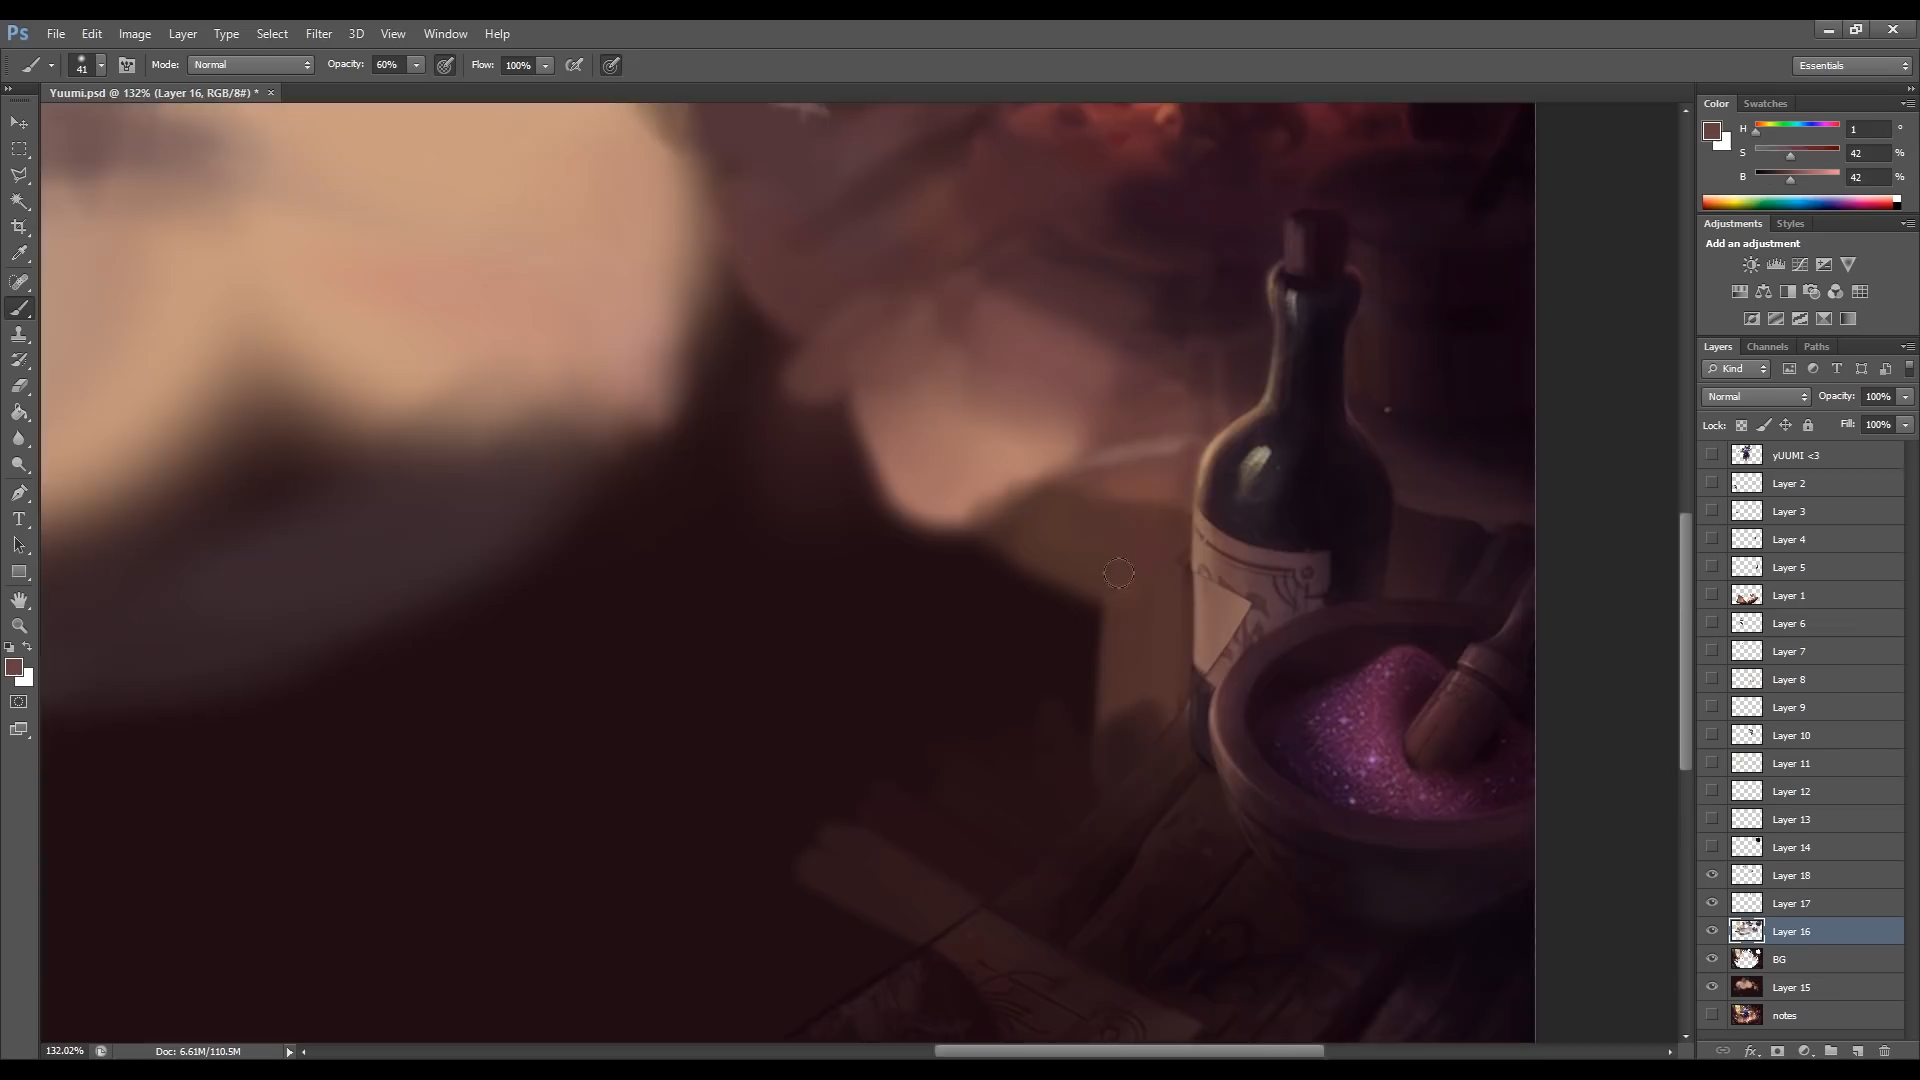 Ps File Edit Image Layer Type Select Filter 3D View Window Help
41 Mode: Normal Opacity: 60% Flow: 100% Essentials
Yuumi.psd @ 132% (Layer 16, RGB/8#) * ×
Color Swatches
H 1 °
S 42 %
B 42 %
Adjustments Styles
Add an adjustment
Layers Channels Paths
Kind
Normal Opacity: 100%
Lock: Fill: 100%
yUUMI <3
Layer 2
Layer 3
Layer 4
Layer 5
Layer 1
Layer 6
Layer 7
Layer 8
Layer 9
Layer 10
Layer 11
Layer 12
Layer 13
Layer 14
Layer 18
Layer 17
Layer 16
BG
Layer 15
notes
132.02% Doc: 6.61M/110.5M